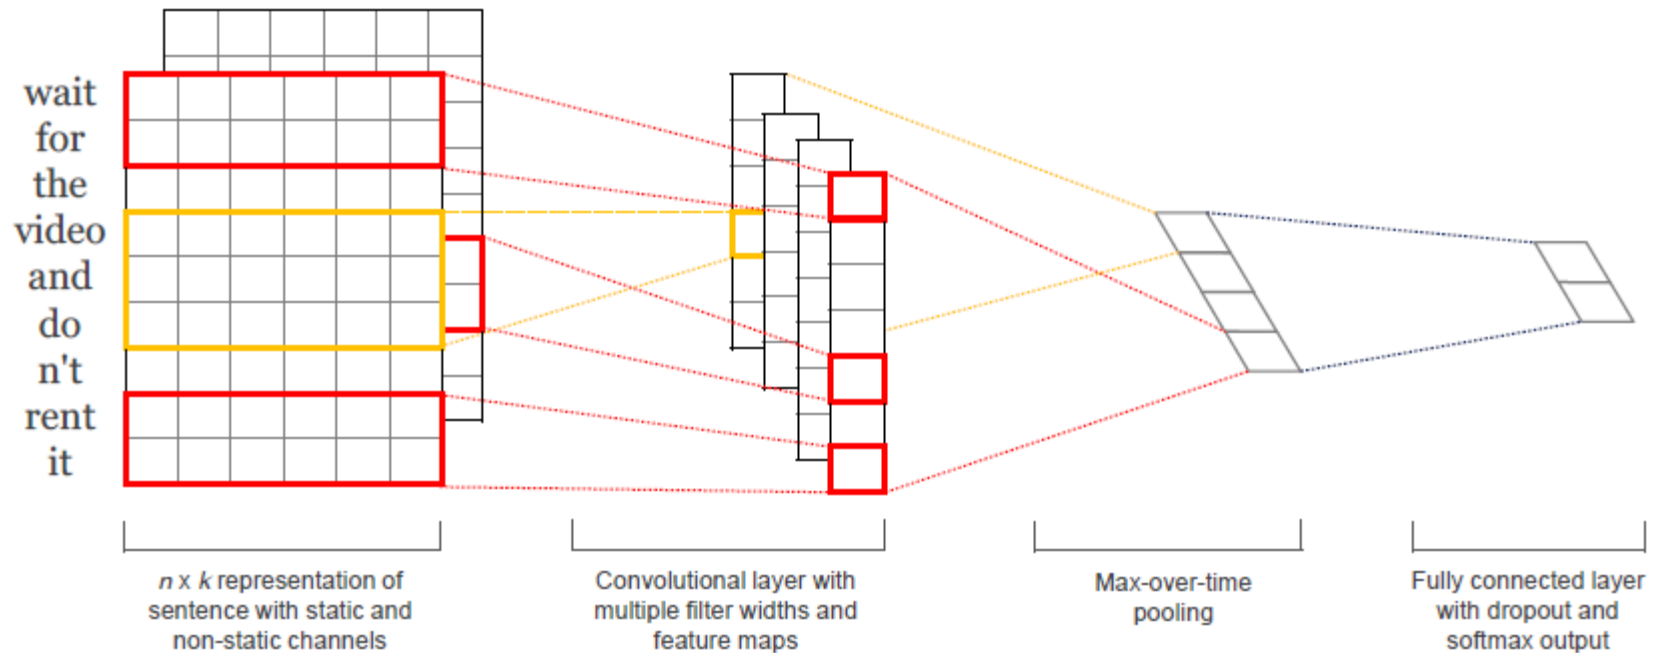 wait
for
the
video
and
do
n't
rent
it
n x k representation of
sentence with static and
non-static channels
Convolutional layer with
multiple filter widths and
feature maps
Max-over-time
pooling
Fully connected layer
with dropout and
softmax output